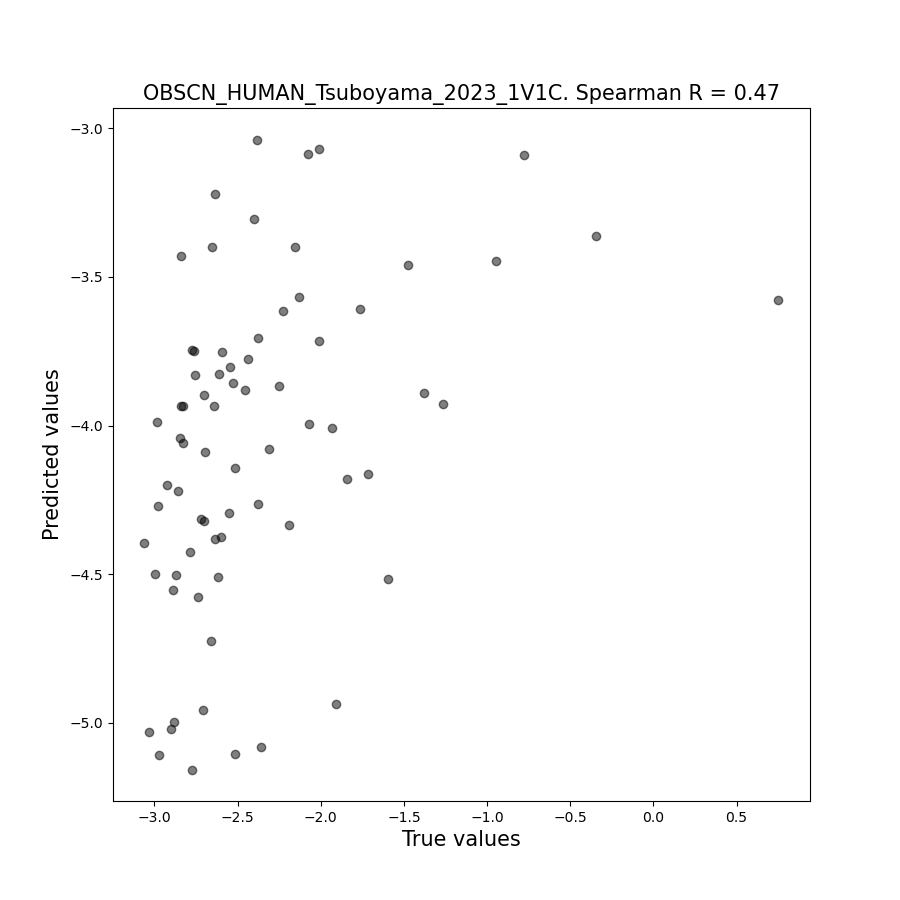 OBSCN_HUMAN_Tsuboyama_2023_1V1C. Spearman R = 0.47
−3.0
−3.5
−4.0
−4.5
−5.0
Predicted values
−3.0 −2.5 −2.0 −1.5 −1.0 −0.5 0.0 0.5
True values